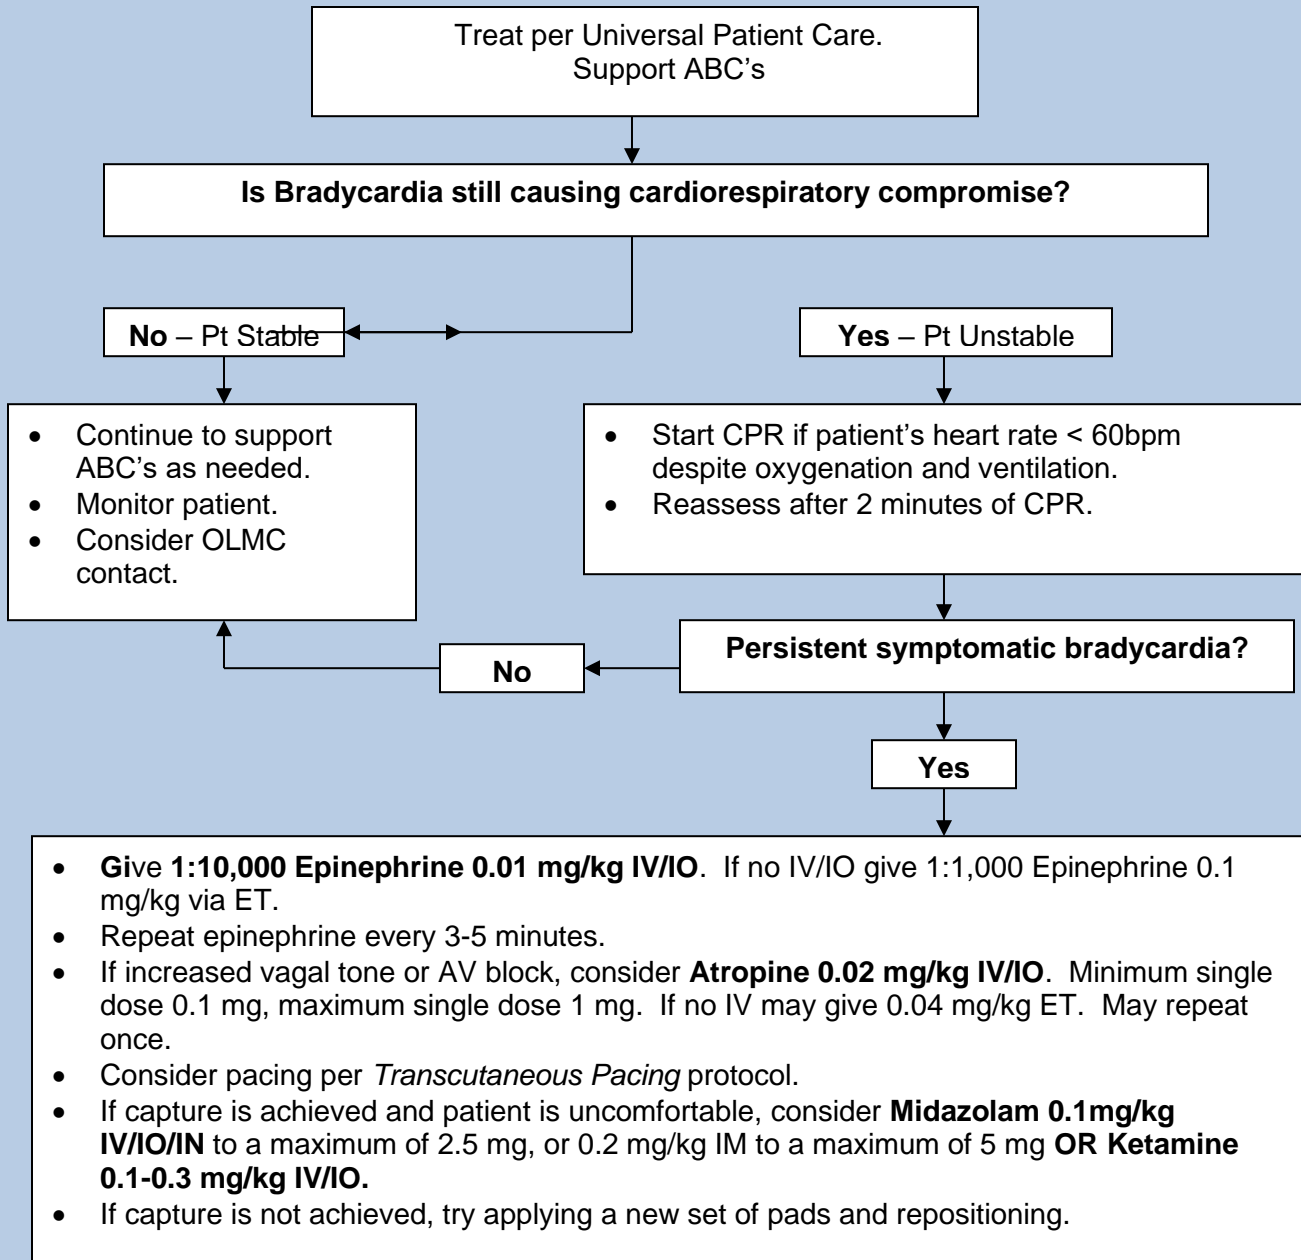 Treat per Universal Patient Care.
Support ABC’s
Is Bradycardia still causing cardiorespiratory compromise?
No – Pt Stable
Yes – Pt Unstable
• Continue to support
ABC’s as needed.
• Monitor patient.
• Consider OLMC
contact.
• Start CPR if patient’s heart rate < 60bpm
despite oxygenation and ventilation.
• Reassess after 2 minutes of CPR.
Persistent symptomatic bradycardia?
No
Yes
• Give 1:10,000 Epinephrine 0.01 mg/kg IV/IO. If no IV/IO give 1:1,000 Epinephrine 0.1
mg/kg via ET.
• Repeat epinephrine every 3-5 minutes.
• If increased vagal tone or AV block, consider Atropine 0.02 mg/kg IV/IO. Minimum single
dose 0.1 mg, maximum single dose 1 mg. If no IV may give 0.04 mg/kg ET. May repeat
once.
• Consider pacing per Transcutaneous Pacing protocol.
• If capture is achieved and patient is uncomfortable, consider Midazolam 0.1mg/kg
IV/IO/IN to a maximum of 2.5 mg, or 0.2 mg/kg IM to a maximum of 5 mg OR Ketamine
0.1-0.3 mg/kg IV/IO.
• If capture is not achieved, try applying a new set of pads and repositioning.